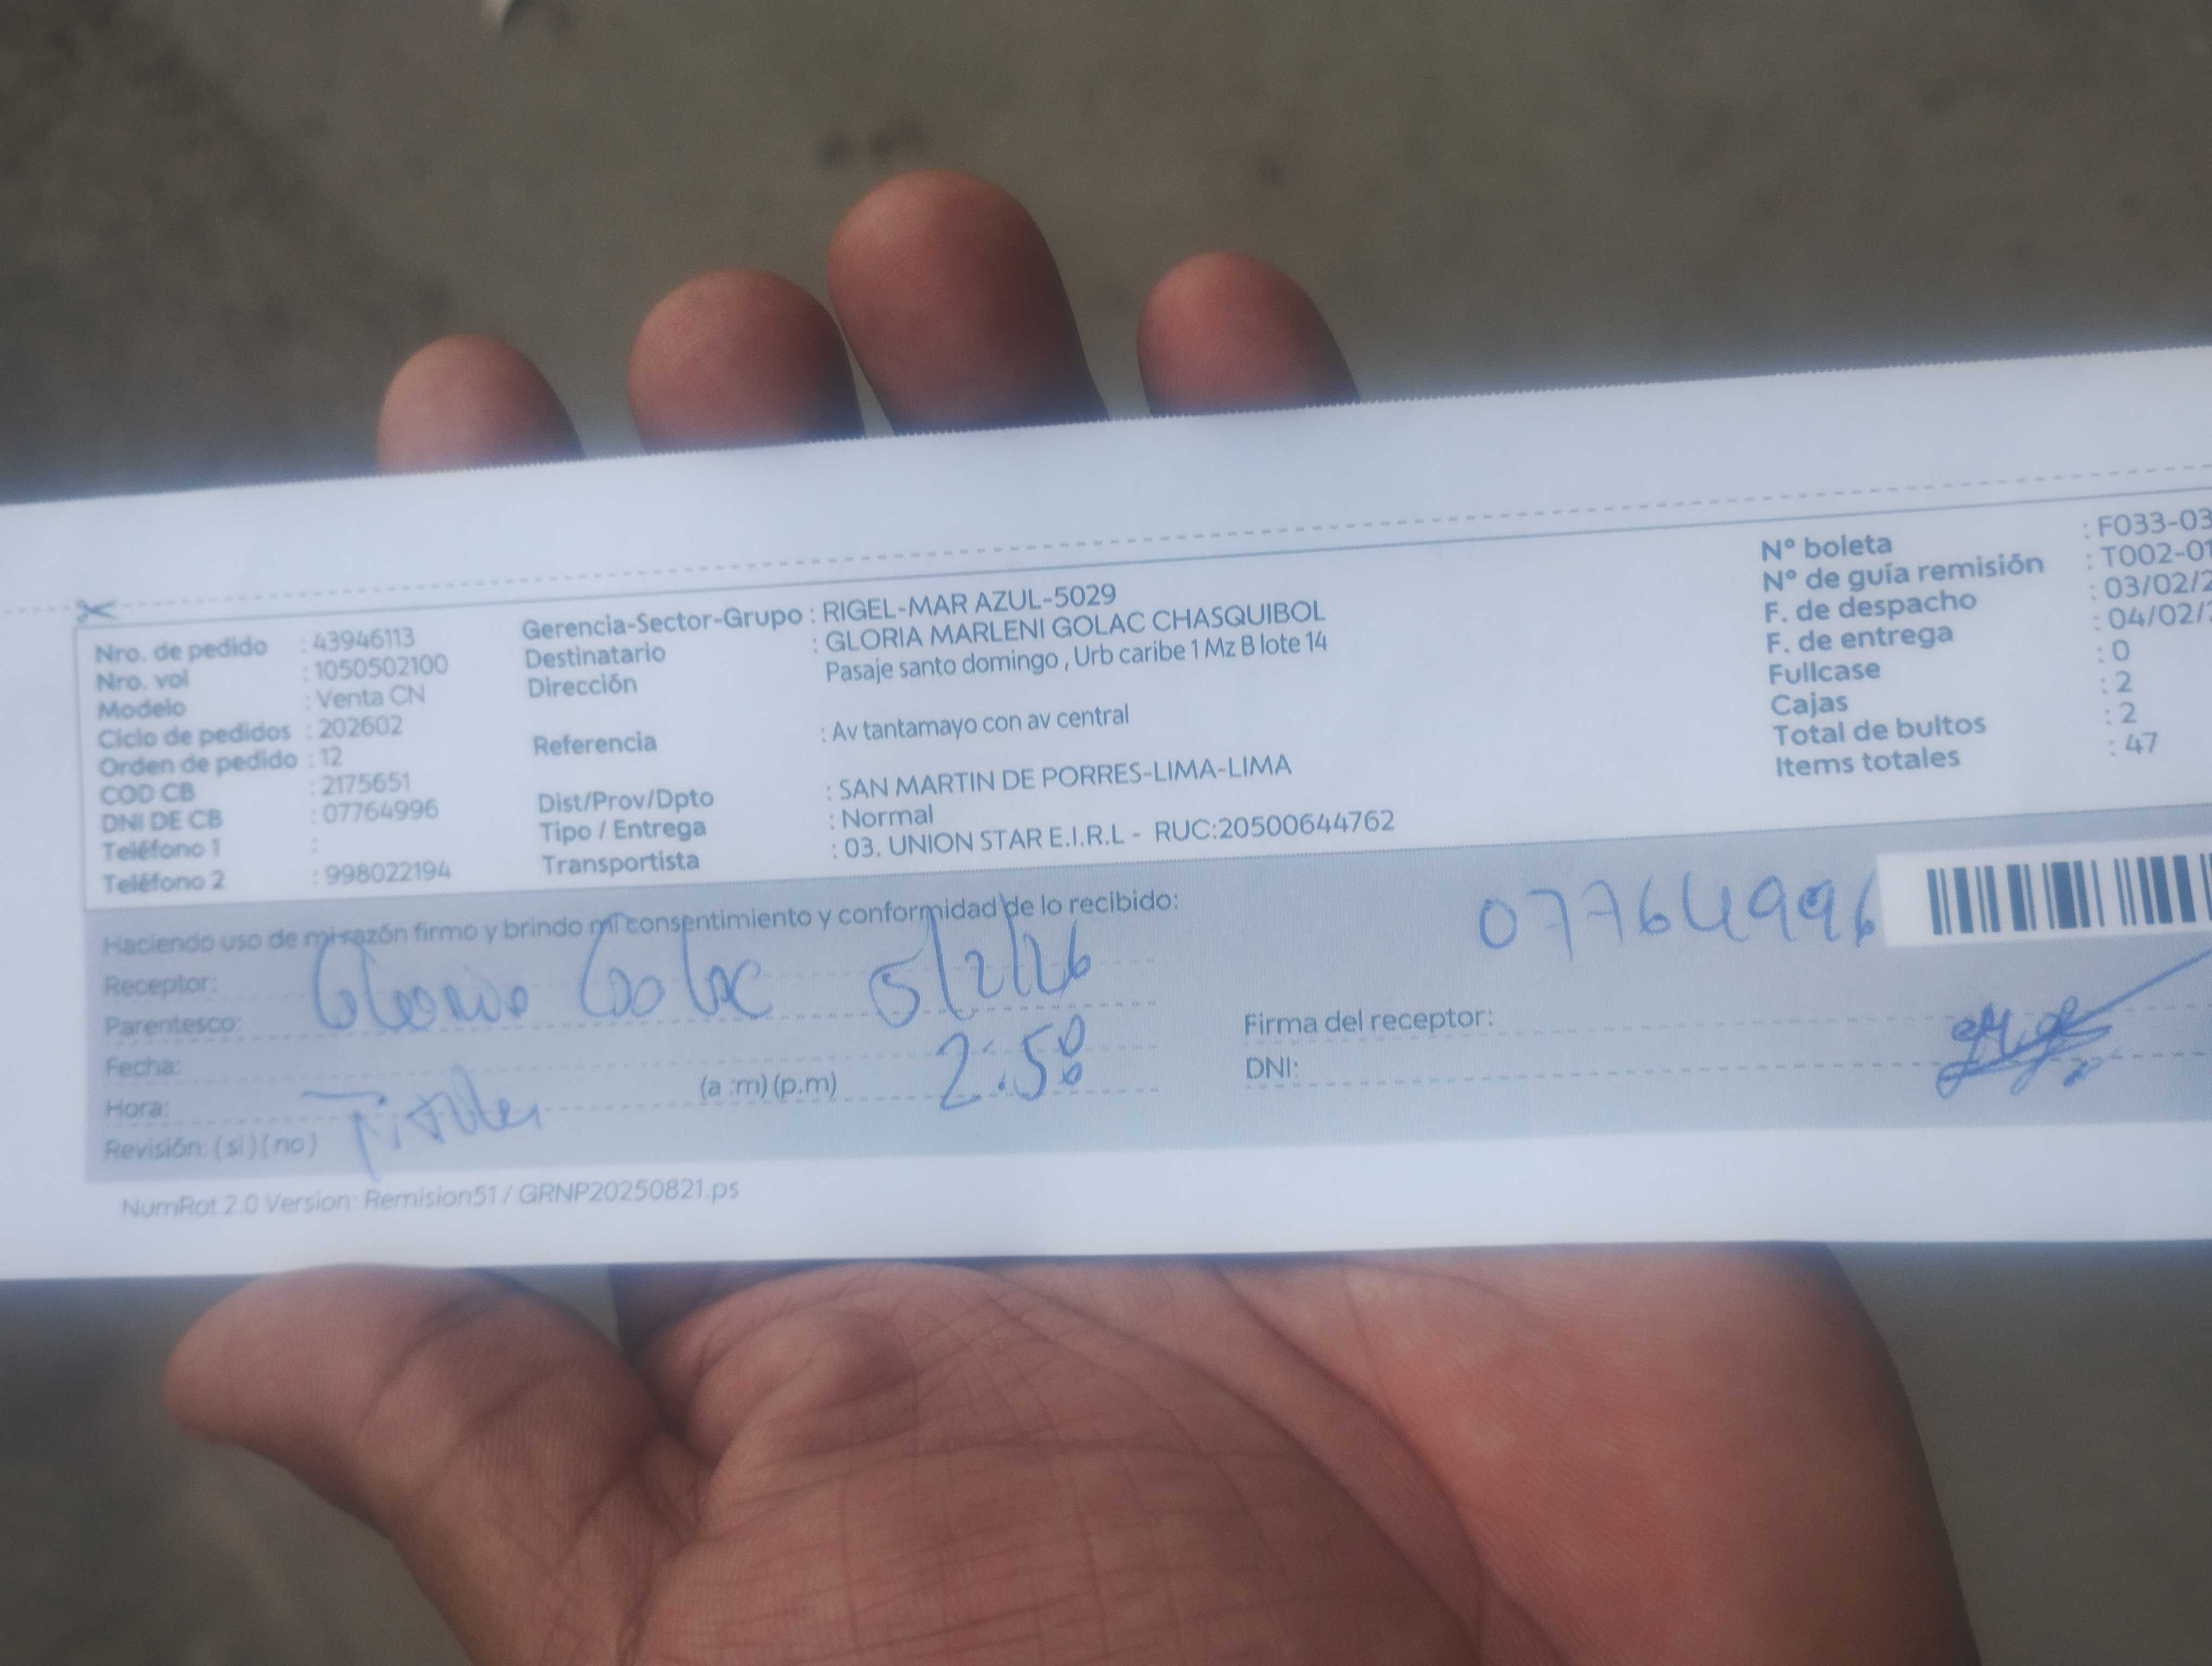 Nro. de pedido : 43946113
Nro. vol : 1050502100
Modelo : Venta CN
Ciclo de pedidos : 202602
Orden de pedido : 12
COD CB : 2175651
DNI DE CB : 07764996
Teléfono 1 :
Teléfono 2 : 998022194
Gerencia-Sector-Grupo : RIGEL-MAR AZUL-5029
Destinatario : GLORIA MARLENI GOLAC CHASQUIBOL
Dirección Pasaje santo domingo , Urb caribe 1 Mz B lote 14
Referencia : Av tantamayo con av central
Dist/Prov/Dpto : SAN MARTIN DE PORRES-LIMA-LIMA
Tipo / Entrega : Normal
Transportista : 03. UNION STAR E.I.R.L - RUC:20500644762
N° boleta : F033-03
N° de guía remisión : T002-01
F. de despacho : 03/02/2
F. de entrega : 04/02/
Fullcase : 0
Cajas : 2
Total de bultos : 2
Items totales : 47
Haciendo uso de mi razón firmo y brindo mi consentimiento y conformidad de lo recibido:
07764996
Receptor: Gloria Golac 5/2/26
Parentesco:
Fecha:
Hora: (a :m) (p.m) 2:50
Revisión: ( si ) ( no )
Firma del receptor:
DNI:
NumRot 2.0 Version: Remision51 / GRNP20250821.ps